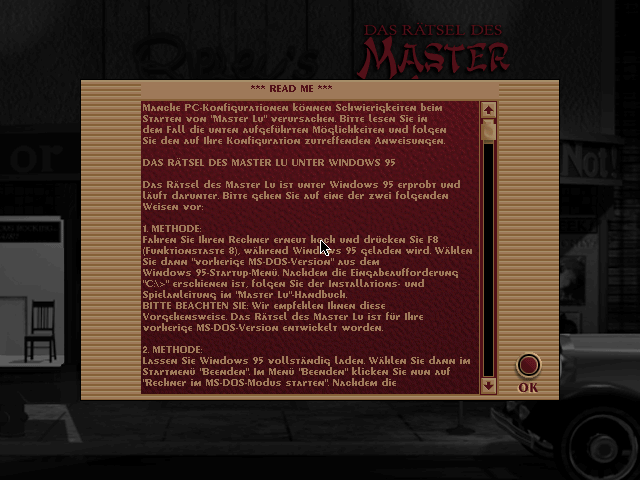 DAS RÄTSEL DES
MASTER
*** READ ME ***
Manche PC-Konfigurationen können Schwierigkeiten beim
Starten von "Master Lu" verursachen. Bitte lesen Sie in
dem Fall die unten aufgeführten Möglichkeiten und folgen
Sie den auf Ihre Konfiguration zutreffenden Anweisungen.
DAS RÄTSEL DES MASTER LU UNTER WINDOWS 95
Das Rätsel des Master Lu ist unter Windows 95 erprobt und
läuft darunter. Bitte gehen Sie auf eine der zwei folgenden
Weisen vor:
1. METHODE:
Fahren Sie Ihren Rechner erneut hoch und drücken Sie F8
(Funktionstaste 8), während Windows 95 geladen wird. Wählen
Sie dann "vorherige MS-DOS-Version" aus dem
Windows 95-Startup-Menü. Nachdem die Eingabeaufforderung
"C:\>" erschienen ist, folgen Sie der Installations- und
Spielanleitung im "Master Lu"-Handbuch.
BITTE BEACHTEN SIE: Wir empfehlen Ihnen diese
Vorgehensweise. Das Rätsel des Master Lu ist für Ihre
vorherige MS-DOS-Version entwickelt worden.
2. METHODE:
Lassen Sie Windows 95 vollständig laden. Wählen Sie dann im
Startmenü "Beenden". Im Menü "Beenden" klicken Sie nun auf
"Rechner im MS-DOS-Modus starten". Nachdem die
OK
or
Not!